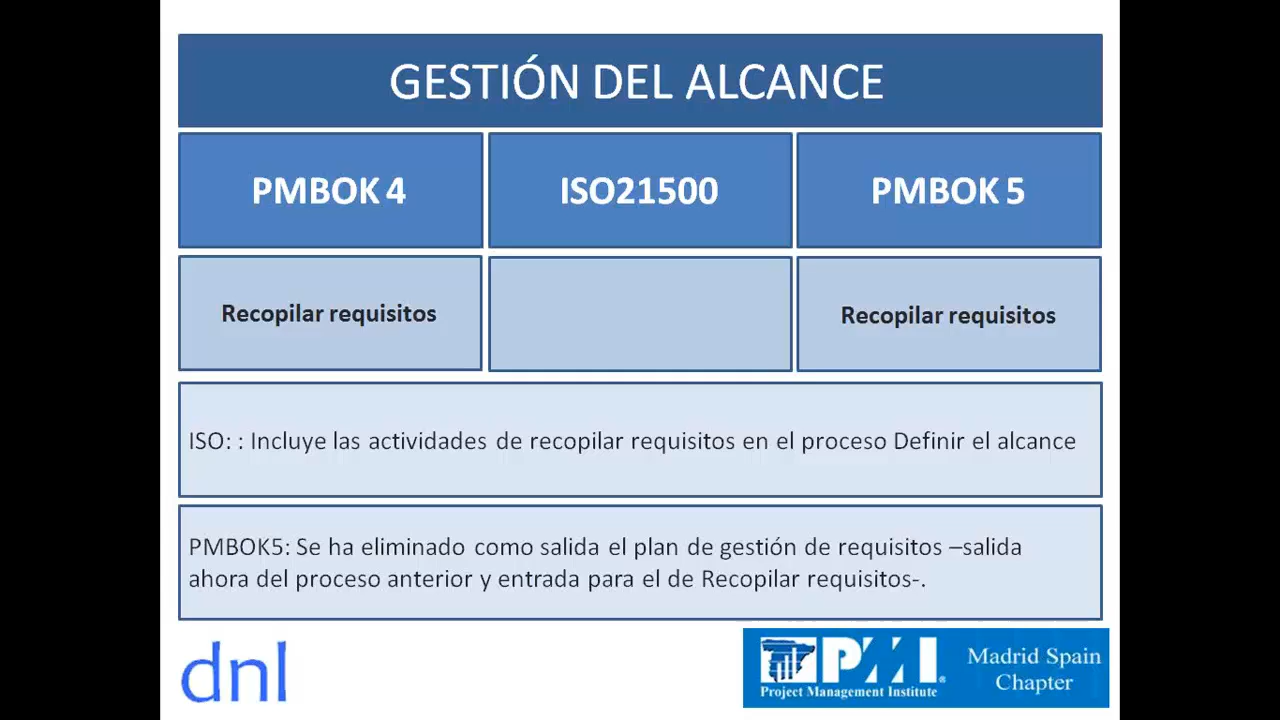 GESTIÓN DEL ALCANCE
PMBOK 4
ISO21500
PMBOK 5
Recopilar requisitos
Recopilar requisitos
ISO: : Incluye las actividades de recopilar requisitos en el proceso Definir el alcance
PMBOK5: Se ha eliminado como salida el plan de gestión de requisitos –salida
ahora del proceso anterior y entrada para el de Recopilar requisitos-.
dnl
PMI®
Project Management Institute
Madrid Spain
Chapter